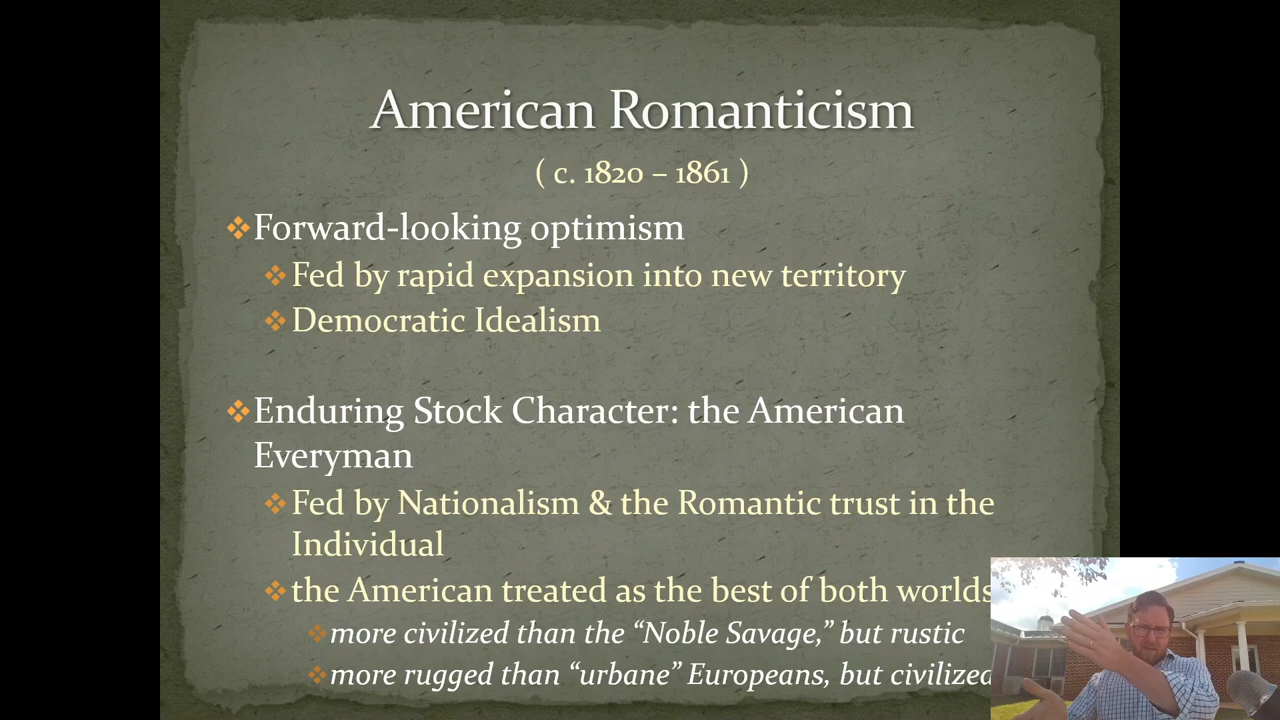 American Romanticism
( c. 1820 – 1861 )
❖Forward-looking optimism
❖Fed by rapid expansion into new territory
❖Democratic Idealism
❖Enduring Stock Character: the American
Everyman
❖Fed by Nationalism & the Romantic trust in the
Individual
❖the American treated as the best of both worlds
❖more civilized than the “Noble Savage,” but rustic
❖more rugged than “urbane” Europeans, but civilized